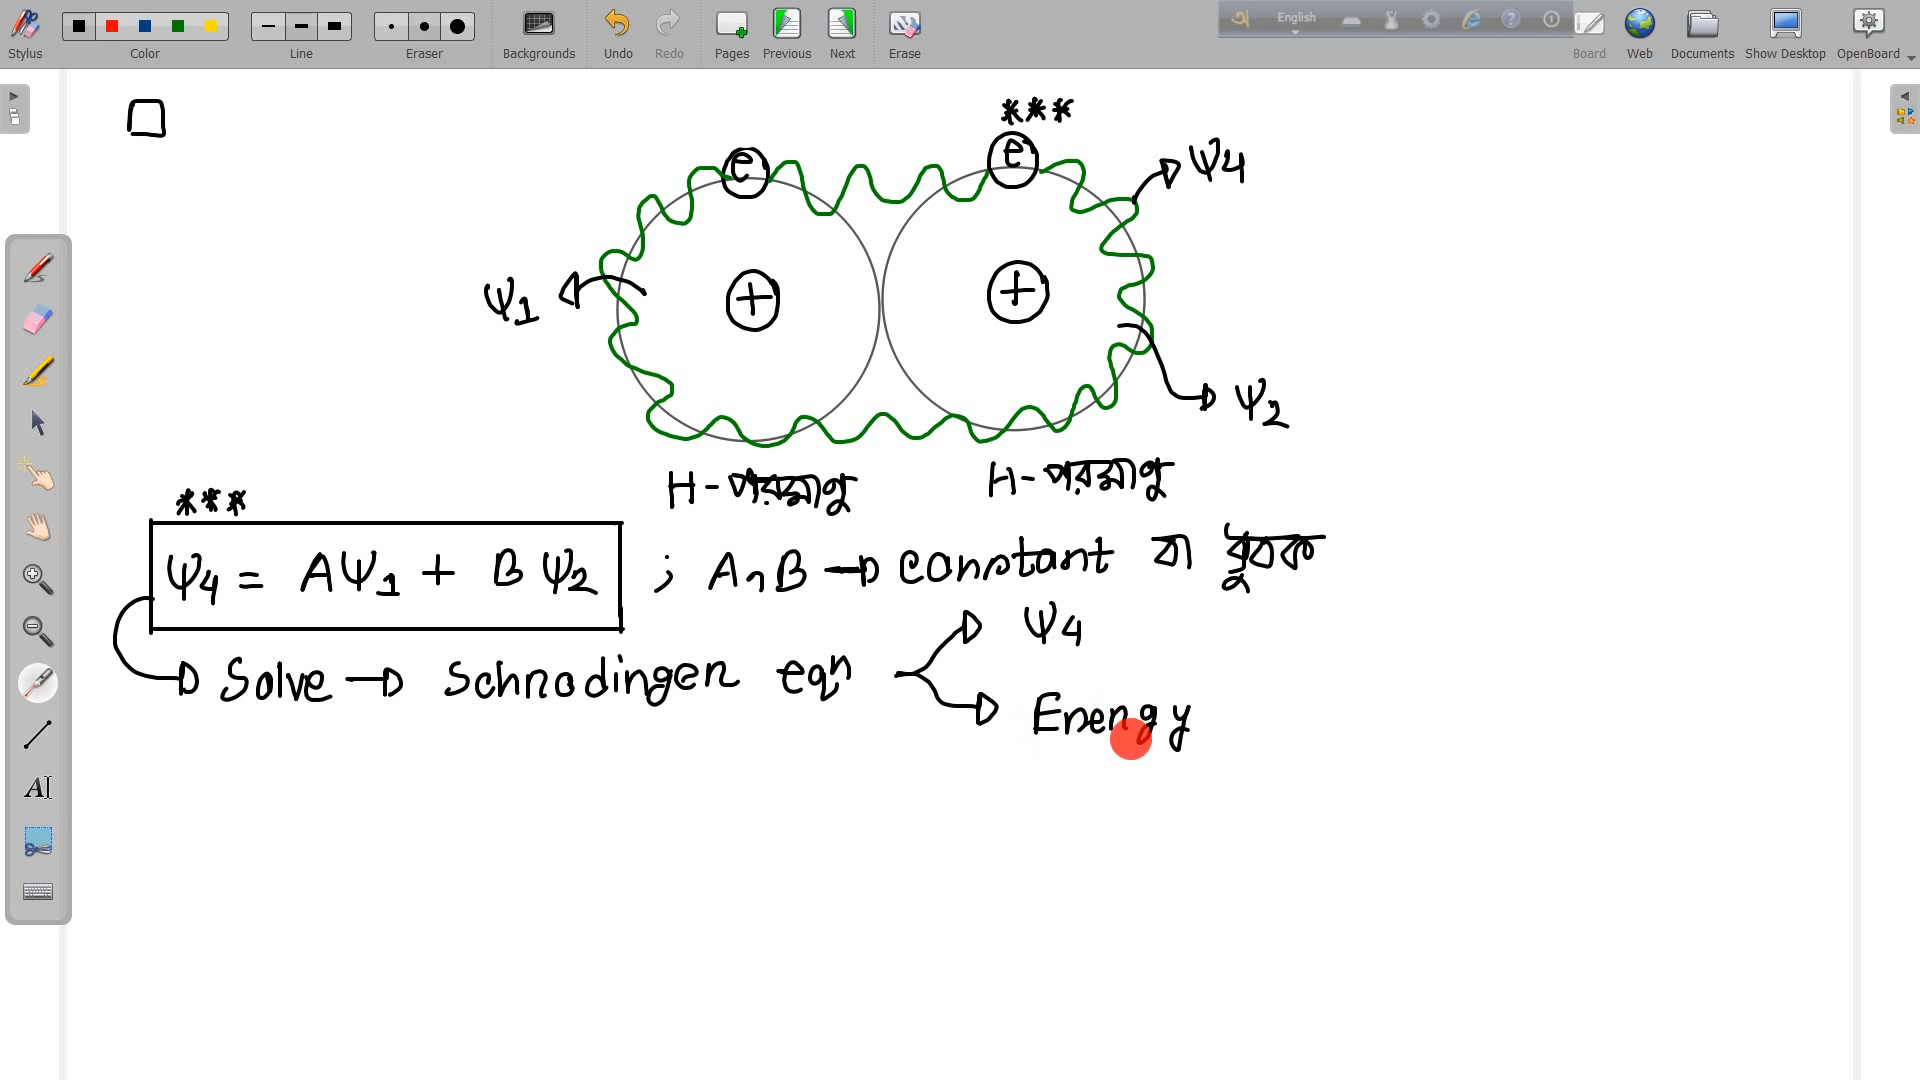 Stylus Color Line Eraser Backgrounds Undo Redo Pages Previous Next Erase English Board Web Documents Show Desktop OpenBoard
***
e e ψ4
ψ1 + + ψ2
H-পরমাণু H-পরমাণু
***
ψ4 = Aψ1 + Bψ2 ; A, B → constant বা ধ্রুবক
ψ4
Solve → Schrodinger eqn
Energy